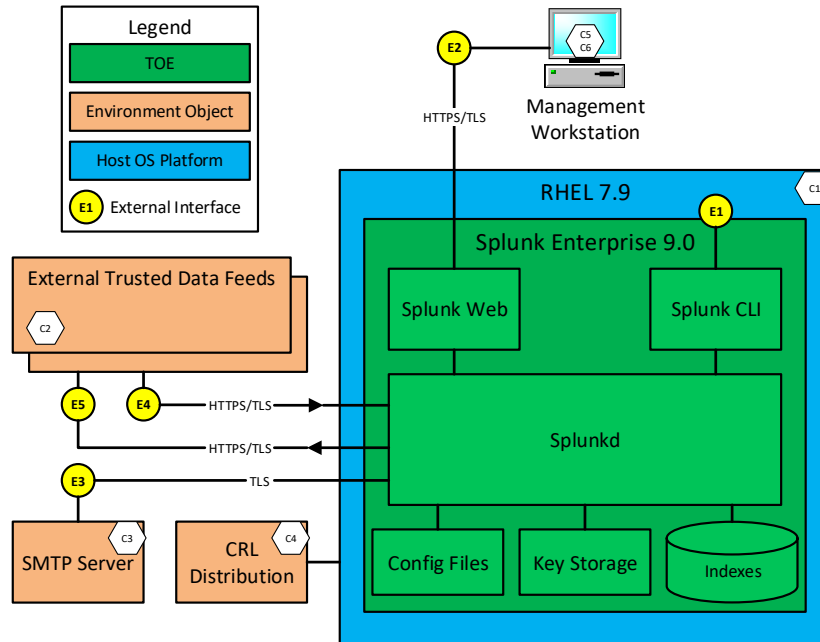 Legend
TOE
Environment Object
Host OS Platform
E1 External Interface
E2
C5
C6
Management
Workstation
HTTPS/TLS
RHEL 7.9
C1
E1
Splunk Enterprise 9.0
Splunk Web
Splunk CLI
External Trusted Data Feeds
C2
E5
E4
HTTPS/TLS
HTTPS/TLS
Splunkd
E3
TLS
SMTP Server
C3
CRL
Distribution
C4
Config Files
Key Storage
Indexes